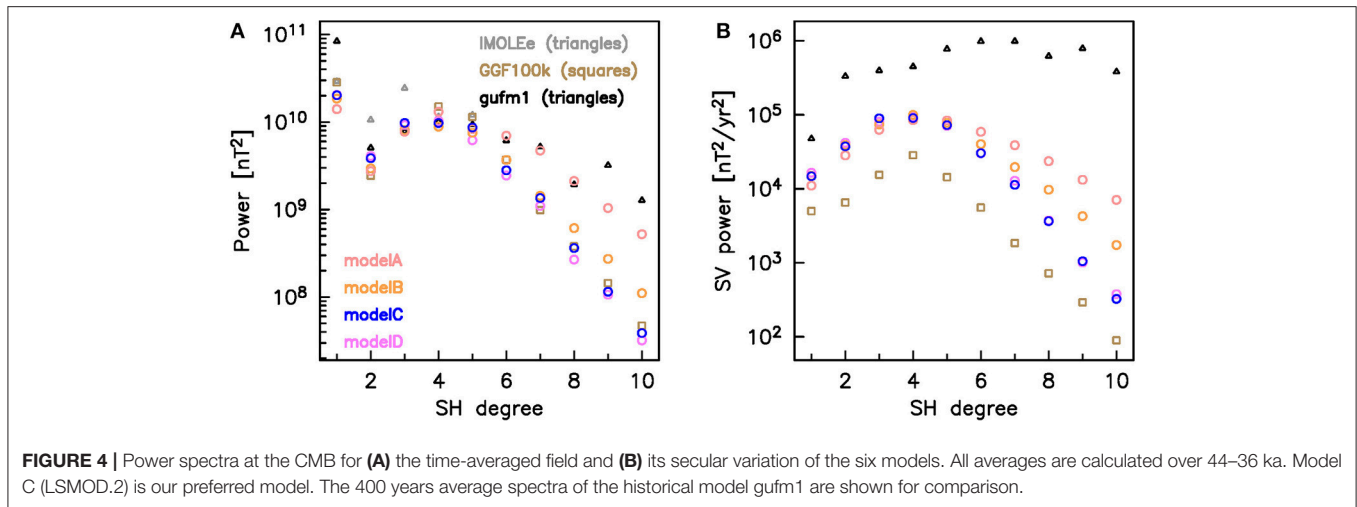 A
B
10^11
10^10
10^9
10^8
Power [nT^2]
IMOLEe (triangles)
GGF100k (squares)
gufm1 (triangles)
modelA
modelB
modelC
modelD
2 4 6 8 10
SH degree
10^6
10^5
10^4
10^3
10^2
SV power [nT^2/yr^2]
2 4 6 8 10
SH degree
FIGURE 4 | Power spectra at the CMB for (A) the time-averaged field and (B) its secular variation of the six models. All averages are calculated over 44–36 ka. Model
C (LSMOD.2) is our preferred model. The 400 years average spectra of the historical model gufm1 are shown for comparison.